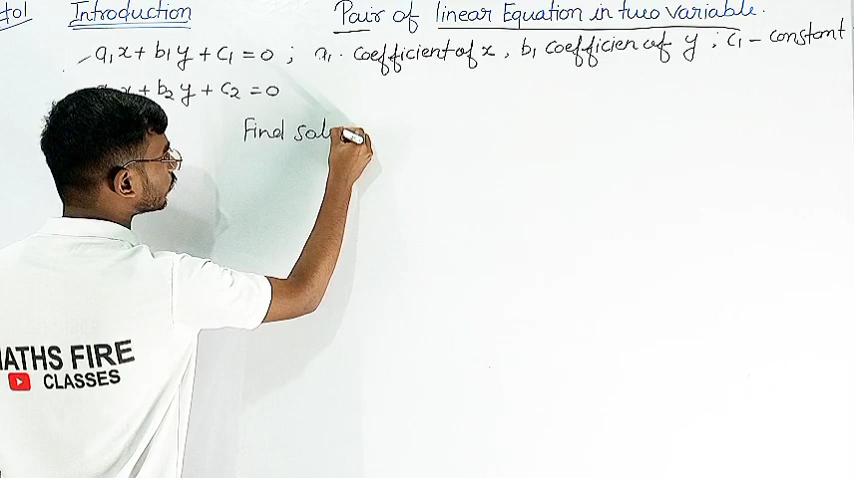 Introduction Pair of linear Equation in two variable.
a₁x + b₁y + c₁ = 0 ; a₁ . coefficient of x , b₁ coefficien of y ; c₁ - constant
x + b₂y + c₂ = 0
Find sol
MATHS FIRE
CLASSES